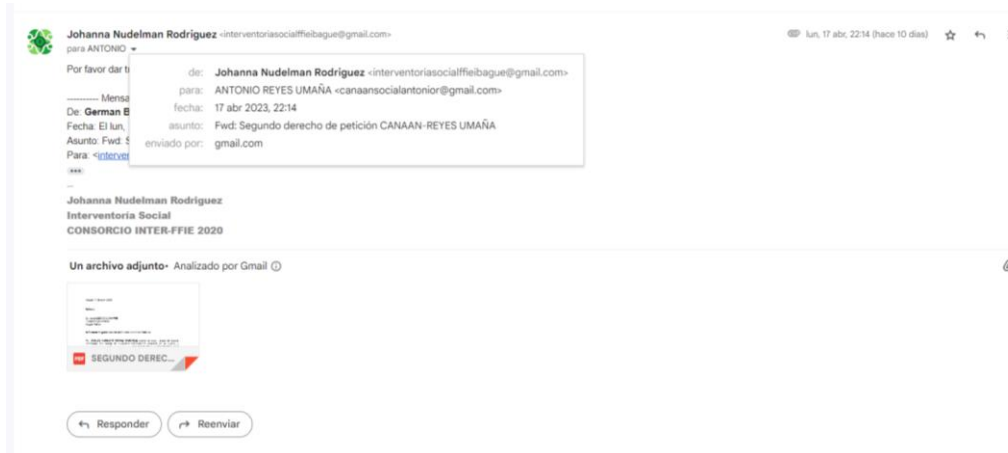 Johanna Nudelman Rodriguez <interventoriasocialffieibague@gmail.com>
lun, 17 abr, 22:14 (hace 10 días)
para ANTONIO
Por favor dar
de: Johanna Nudelman Rodriguez <interventoriasocialffieibague@gmail.com>
para: ANTONIO REYES UMAÑA <canaansocialantonior@gmail.com>
fecha: 17 abr 2023, 22:14
asunto: Fwd: Segundo derecho de petición CANAAN-REYES UMAÑA
enviado por: gmail.com
---------- Mensa
De: German
Fecha: El lun,
Asunto: Fwd:
Para: <interve
...
--
Johanna Nudelman Rodriguez
Interventoría Social
CONSORCIO INTER-FFIE 2020
Un archivo adjunto • Analizado por Gmail
PDF SEGUNDO DEREC...
Responder
Reenviar